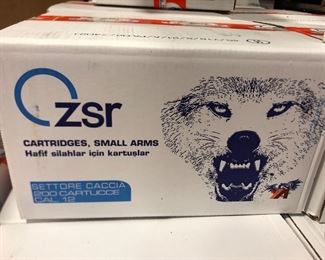 zsr
CARTRIDGES, SMALL ARMS
Hafif silahlar için kartuşlar
SETTORE CACCIA
200 CARTUCCE
CAL. 12